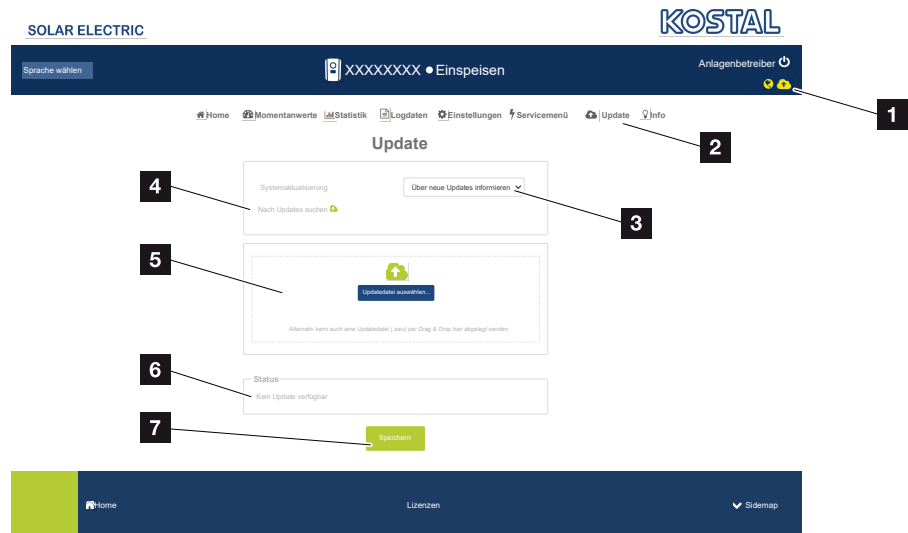 SOLAR ELECTRIC
KOSTAL
Sprache wählen
XXXXXXXX ● Einspeisen
Anlagenbetreiber
1
Home Momentanwerte Statistik Logdaten Einstellungen Servicemenü Update Info
2
Update
4
Systemaktualisierung
Über neue Updates informieren
Nach Updates suchen
3
5
Updatedatei auswählen...
Alternativ kann auch eine Updatedatei (.swu) per Drag & Drop hier abgelegt werden
6
Status
Kein Update verfügbar
7
Speichern
Home
Lizenzen
Sidemap